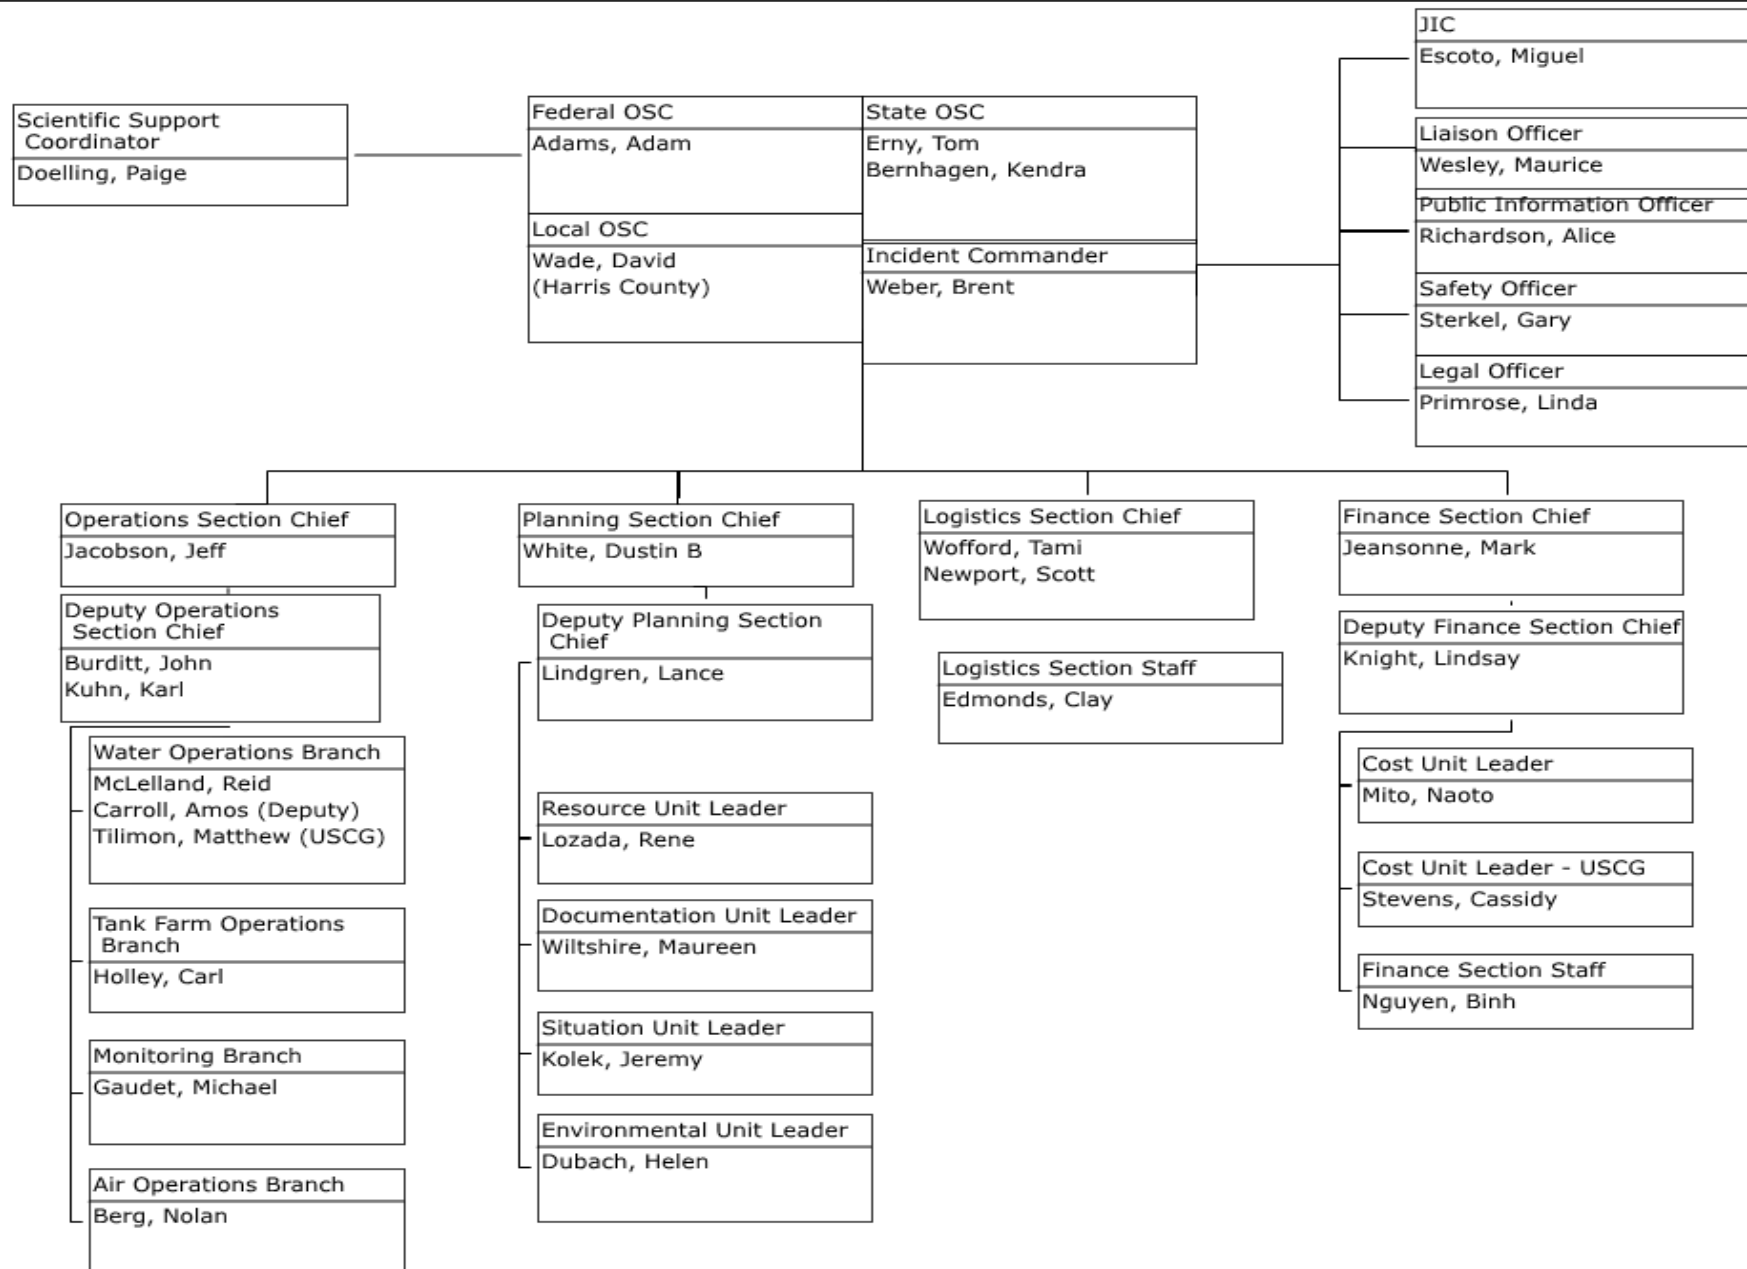 JIC
Escoto, Miguel
Scientific Support
Coordinator
Doelling, Paige
Federal OSC
Adams, Adam
State OSC
Erny, Tom
Bernhagen, Kendra
Local OSC
Wade, David
(Harris County)
Incident Commander
Weber, Brent
Liaison Officer
Wesley, Maurice
Public Information Officer
Richardson, Alice
Safety Officer
Sterkel, Gary
Legal Officer
Primrose, Linda
Operations Section Chief
Jacobson, Jeff
Deputy Operations
Section Chief
Burditt, John
Kuhn, Karl
Water Operations Branch
McLelland, Reid
Carroll, Amos (Deputy)
Tilimon, Matthew (USCG)
Tank Farm Operations
Branch
Holley, Carl
Monitoring Branch
Gaudet, Michael
Air Operations Branch
Berg, Nolan
Planning Section Chief
White, Dustin B
Deputy Planning Section
Chief
Lindgren, Lance
Resource Unit Leader
Lozada, Rene
Documentation Unit Leader
Wiltshire, Maureen
Situation Unit Leader
Kolek, Jeremy
Environmental Unit Leader
Dubach, Helen
Logistics Section Chief
Wofford, Tami
Newport, Scott
Logistics Section Staff
Edmonds, Clay
Finance Section Chief
Jeansonne, Mark
Deputy Finance Section Chief
Knight, Lindsay
Cost Unit Leader
Mito, Naoto
Cost Unit Leader - USCG
Stevens, Cassidy
Finance Section Staff
Nguyen, Binh